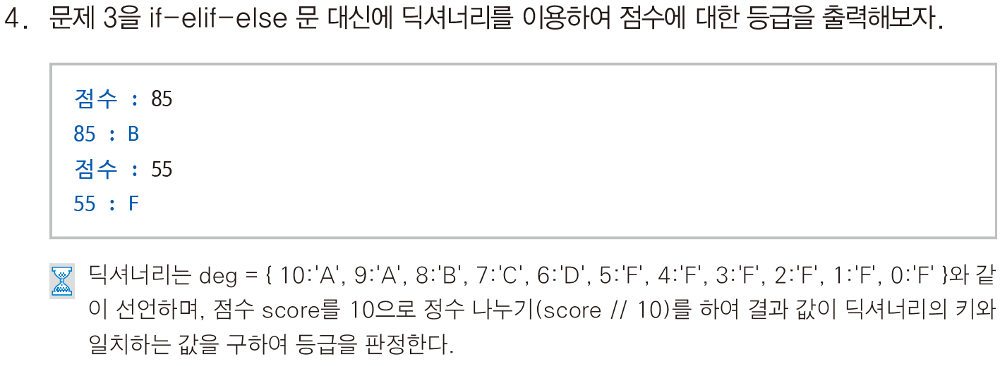 4. 문제 3을 if-elif-else 문 대신에 딕셔너리를 이용하여 점수에 대한 등급을 출력해보자.
점수 : 85
85 : B
점수 : 55
55 : F
딕셔너리는 deg = { 10:'A', 9:'A', 8:'B', 7:'C', 6:'D', 5:'F', 4:'F', 3:'F', 2:'F', 1:'F', 0:'F' }와 같
이 선언하며, 점수 score를 10으로 정수 나누기(score // 10)를 하여 결과 값이 딕셔너리의 키와
일치하는 값을 구하여 등급을 판정한다.